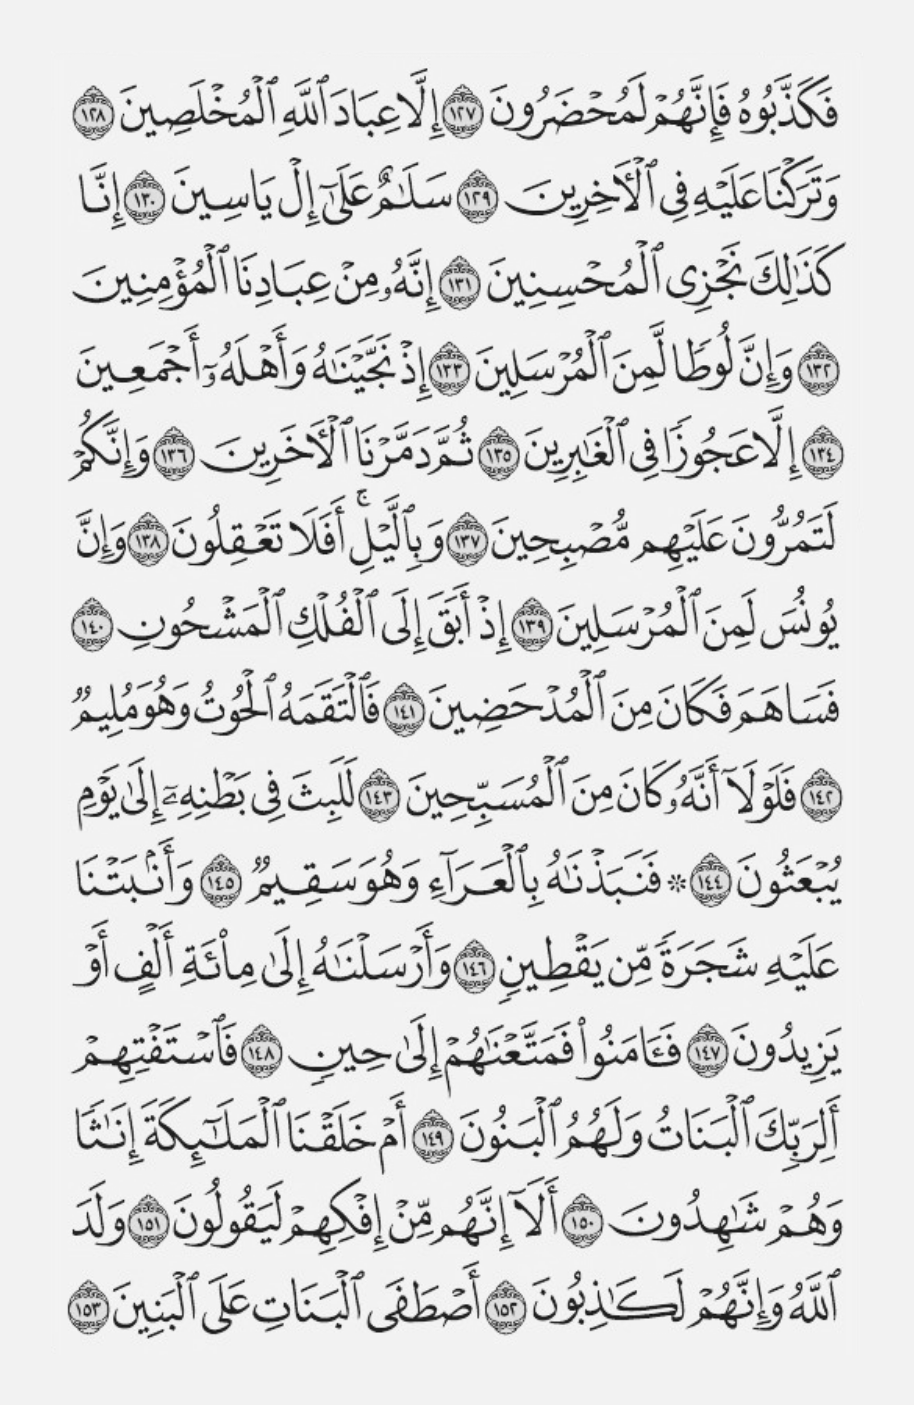 فَكَذَّبُوهُ فَإِنَّهُمۡ لَمُحۡضَرُونَ ١٢٧ إِلَّا عِبَادَ ٱللَّهِ ٱلۡمُخۡلَصِينَ ١٢٨
وَتَرَكۡنَا عَلَيۡهِ فِي ٱلۡأٓخِرِينَ ١٢٩ سَلَٰمٌ عَلَىٰٓ إِلۡ يَاسِينَ ١٣٠ إِنَّا
كَذَٰلِكَ نَجۡزِي ٱلۡمُحۡسِنِينَ ١٣١ إِنَّهُۥ مِنۡ عِبَادِنَا ٱلۡمُؤۡمِنِينَ
١٣٢ وَإِنَّ لُوطٗا لَّمِنَ ٱلۡمُرۡسَلِينَ ١٣٣ إِذۡ نَجَّيۡنَٰهُ وَأَهۡلَهُۥٓ أَجۡمَعِينَ
١٣٤ إِلَّا عَجُوزٗا فِي ٱلۡغَٰبِرِينَ ١٣٥ ثُمَّ دَمَّرۡنَا ٱلۡأٓخَرِينَ ١٣٦ وَإِنَّكُمۡ
لَتَمُرُّونَ عَلَيۡهِم مُّصۡبِحِينَ ١٣٧ وَبِٱلَّيۡلِۚ أَفَلَا تَعۡقِلُونَ ١٣٨ وَإِنَّ
يُونُسَ لَمِنَ ٱلۡمُرۡسَلِينَ ١٣٩ إِذۡ أَبَقَ إِلَى ٱلۡفُلۡكِ ٱلۡمَشۡحُونِ ١٤٠
فَسَاهَمَ فَكَانَ مِنَ ٱلۡمُدۡحَضِينَ ١٤١ فَٱلۡتَقَمَهُ ٱلۡحُوتُ وَهُوَ مُلِيمٞ
١٤٢ فَلَوۡلَآ أَنَّهُۥ كَانَ مِنَ ٱلۡمُسَبِّحِينَ ١٤٣ لَلَبِثَ فِي بَطۡنِهِۦٓ إِلَىٰ يَوۡمِ
يُبۡعَثُونَ ١٤٤ ۞ فَنَبَذۡنَٰهُ بِٱلۡعَرَآءِ وَهُوَ سَقِيمٞ ١٤٥ وَأَنۢبَتۡنَا
عَلَيۡهِ شَجَرَةٗ مِّن يَقۡطِينٖ ١٤٦ وَأَرۡسَلۡنَٰهُ إِلَىٰ مِاْئَةِ أَلۡفٍ أَوۡ
يَزِيدُونَ ١٤٧ فَـَٔامَنُواْ فَمَتَّعۡنَٰهُمۡ إِلَىٰ حِينٖ ١٤٨ فَٱسۡتَفۡتِهِمۡ
أَلِرَبِّكَ ٱلۡبَنَاتُ وَلَهُمُ ٱلۡبَنُونَ ١٤٩ أَمۡ خَلَقۡنَا ٱلۡمَلَٰٓئِكَةَ إِنَٰثٗا
وَهُمۡ شَٰهِدُونَ ١٥٠ أَلَآ إِنَّهُم مِّنۡ إِفۡكِهِمۡ لَيَقُولُونَ ١٥١ وَلَدَ
ٱللَّهُ وَإِنَّهُمۡ لَكَٰذِبُونَ ١٥٢ أَصۡطَفَى ٱلۡبَنَاتِ عَلَى ٱلۡبَنِينَ ١٥٣